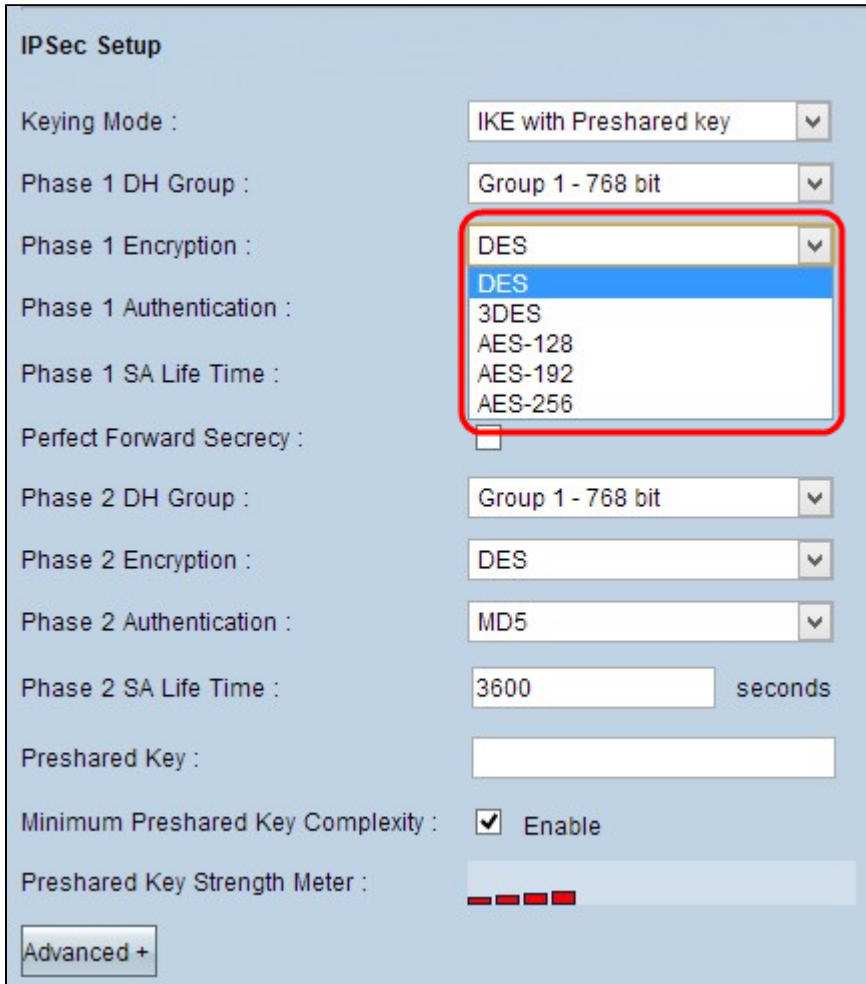 IPSec Setup
Keying Mode : IKE with Preshared key
Phase 1 DH Group : Group 1 - 768 bit
Phase 1 Encryption : DES
DES
Phase 1 Authentication : 3DES
AES-128
Phase 1 SA Life Time : AES-192
AES-256
Perfect Forward Secrecy :
Phase 2 DH Group : Group 1 - 768 bit
Phase 2 Encryption : DES
Phase 2 Authentication : MD5
Phase 2 SA Life Time : 3600 seconds
Preshared Key :
Minimum Preshared Key Complexity : Enable
Preshared Key Strength Meter :
Advanced +